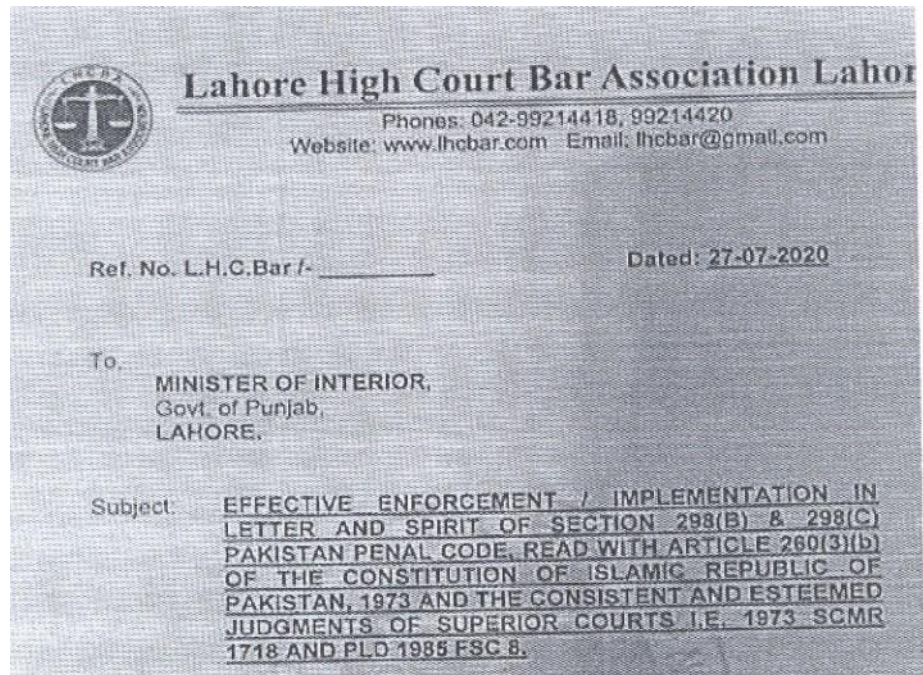 Lahore High Court Bar Association Lahor
Phones: 042-99214418, 99214420
Website: www.lhcbar.com Email: lhcbar@gmail.com
Ref. No. L.H.C.Bar /- __________
Dated: 27-07-2020
To,
MINISTER OF INTERIOR,
Govt. of Punjab,
LAHORE.
Subject: EFFECTIVE ENFORCEMENT / IMPLEMENTATION IN
LETTER AND SPIRIT OF SECTION 298(B) & 298(C)
PAKISTAN PENAL CODE, READ WITH ARTICLE 260(3)(b)
OF THE CONSTITUTION OF ISLAMIC REPUBLIC OF
PAKISTAN, 1973 AND THE CONSISTENT AND ESTEEMED
JUDGMENTS OF SUPERIOR COURTS I.E. 1973 SCMR
1718 AND PLD 1985 FSC 8.